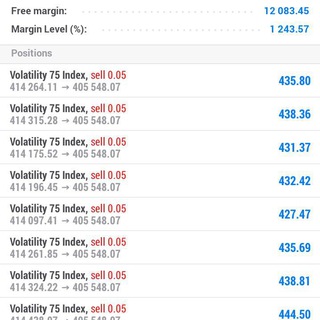 Free margin: 12 083.45
Margin Level (%): 1 243.57
Positions
Volatility 75 Index, sell 0.05 435.80
414 264.11 → 405 548.07
Volatility 75 Index, sell 0.05 438.36
414 315.28 → 405 548.07
Volatility 75 Index, sell 0.05 431.37
414 175.52 → 405 548.07
Volatility 75 Index, sell 0.05 432.42
414 196.45 → 405 548.07
Volatility 75 Index, sell 0.05 427.47
414 097.41 → 405 548.07
Volatility 75 Index, sell 0.05 435.69
414 261.85 → 405 548.07
Volatility 75 Index, sell 0.05 438.81
414 324.22 → 405 548.07
Volatility 75 Index, sell 0.05 444.50